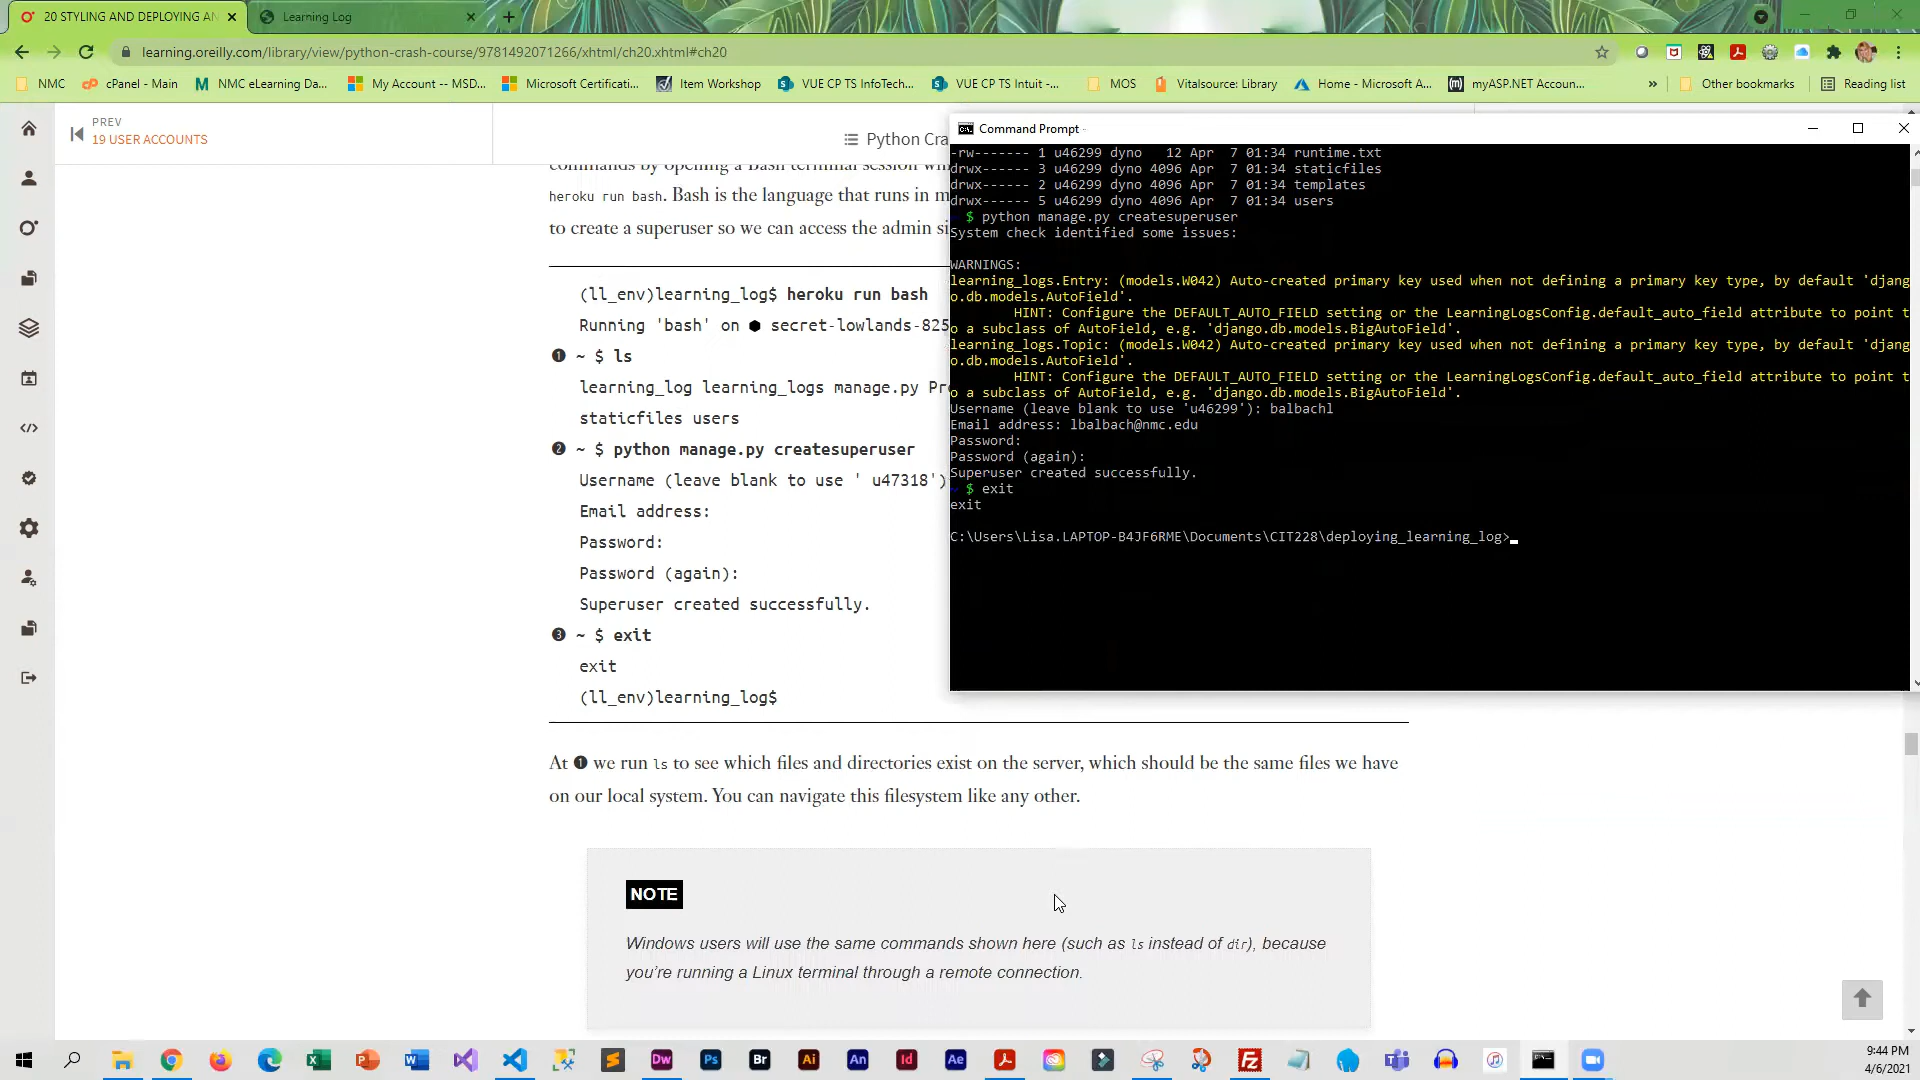 20 STYLING AND DEPLOYING AN
Learning Log
learning.oreilly.com/library/view/python-crash-course/9781492071266/xhtml/ch20.xhtml#ch20
NMC
cPanel - Main
NMC eLearning Da...
My Account -- MSD...
Microsoft Certificati...
Item Workshop
VUE CP TS InfoTech...
VUE CP TS Intuit -...
MOS
Vitalsource: Library
Home - Microsoft A...
myASP.NET Accoun...
»
Other bookmarks
Reading list
PREV
19 USER ACCOUNTS
Python Cra
commands by opening a Bash terminal session wi
heroku run bash. Bash is the language that runs in m
to create a superuser so we can access the admin si
(ll_env)learning_log$ heroku run bash
Running 'bash' on ⬢ secret-lowlands-825
❶ ~ $ ls
learning_log learning_logs manage.py Pr
staticfiles users
❷ ~ $ python manage.py createsuperuser
Username (leave blank to use ' u47318')
Email address:
Password:
Password (again):
Superuser created successfully.
❸ ~ $ exit
exit
(ll_env)learning_log$
At ❶ we run ls to see which files and directories exist on the server, which should be the same files we have
on our local system. You can navigate this filesystem like any other.
NOTE
Windows users will use the same commands shown here (such as ls instead of dir), because
you're running a Linux terminal through a remote connection.
Command Prompt
-rw------- 1 u46299 dyno   12 Apr  7 01:34 runtime.txt
drwx------ 3 u46299 dyno 4096 Apr  7 01:34 staticfiles
drwx------ 2 u46299 dyno 4096 Apr  7 01:34 templates
drwx------ 5 u46299 dyno 4096 Apr  7 01:34 users
~ $ python manage.py createsuperuser
System check identified some issues:
WARNINGS:
learning_logs.Entry: (models.W042) Auto-created primary key used when not defining a primary key type, by default 'djang
o.db.models.AutoField'.
HINT: Configure the DEFAULT_AUTO_FIELD setting or the LearningLogsConfig.default_auto_field attribute to point t
o a subclass of AutoField, e.g. 'django.db.models.BigAutoField'.
learning_logs.Topic: (models.W042) Auto-created primary key used when not defining a primary key type, by default 'djang
o.db.models.AutoField'.
HINT: Configure the DEFAULT_AUTO_FIELD setting or the LearningLogsConfig.default_auto_field attribute to point t
o a subclass of AutoField, e.g. 'django.db.models.BigAutoField'.
Username (leave blank to use 'u46299'): balbachl
Email address: lbalbach@nmc.edu
Password:
Password (again):
Superuser created successfully.
~ $ exit
exit
C:\Users\Lisa.LAPTOP-B4JF6RME\Documents\CIT228\deploying_learning_log>_
9:44 PM
4/6/2021